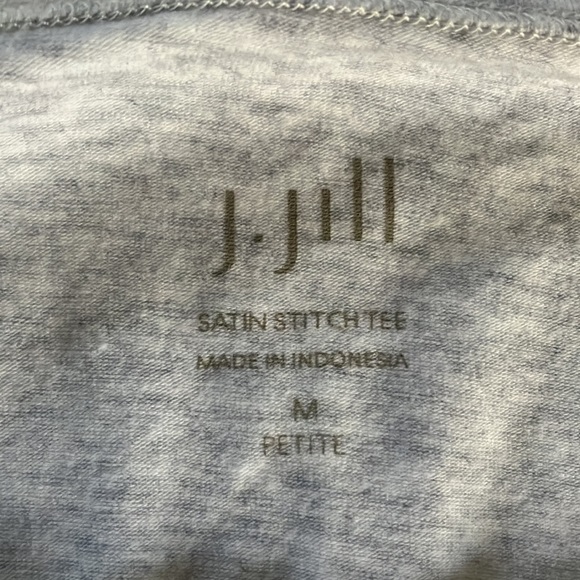 J.Jill
SATIN STITCH TEE
MADE IN INDONESIA
M
PETITE